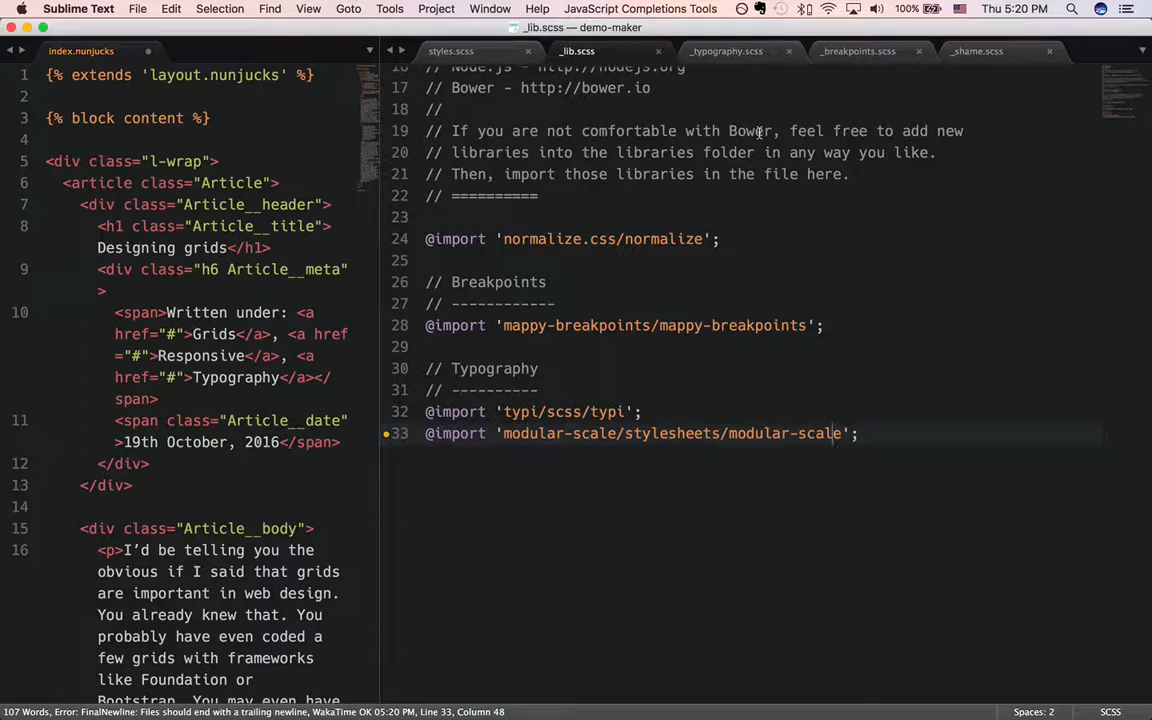 Sublime Text File Edit Selection Find View Goto Tools Project Window Help JavaScript Completions Tools 100% Thu 5:20 PM
_lib.scss — demo-maker
index.nunjucks
styles.scss _lib.scss _typography.scss _breakpoints.scss _shame.scss
1 {% extends 'layout.nunjucks' %}
2
3 {% block content %}
4
5 <div class="l-wrap">
6 <article class="Article">
7 <div class="Article__header">
8 <h1 class="Article__title">
Designing grids</h1>
9 <div class="h6 Article__meta"
>
10 <span>Written under: <a
href="#">Grids</a>, <a href
="#">Responsive</a>, <a
href="#">Typography</a></
span>
11 <span class="Article__date"
>19th October, 2016</span>
12 </div>
13 </div>
14
15 <div class="Article__body">
16 <p>I’d be telling you the
obvious if I said that grids
are important in web design.
You already knew that. You
probably have even coded a
few grids with frameworks
like Foundation or
Bootstrap. You may even have
16 // Node.js - http://nodejs.org
17 // Bower - http://bower.io
18 //
19 // If you are not comfortable with Bower, feel free to add new
20 // libraries into the libraries folder in any way you like.
21 // Then, import those libraries in the file here.
22 // ==========
23
24 @import 'normalize.css/normalize';
25
26 // Breakpoints
27 // ------------
28 @import 'mappy-breakpoints/mappy-breakpoints';
29
30 // Typography
31 // ----------
32 @import 'typi/scss/typi';
33 @import 'modular-scale/stylesheets/modular-scale';
107 Words, Error: FinalNewline: Files should end with a trailing newline, WakaTime OK 05:20 PM, Line 33, Column 48 Spaces: 2 SCSS